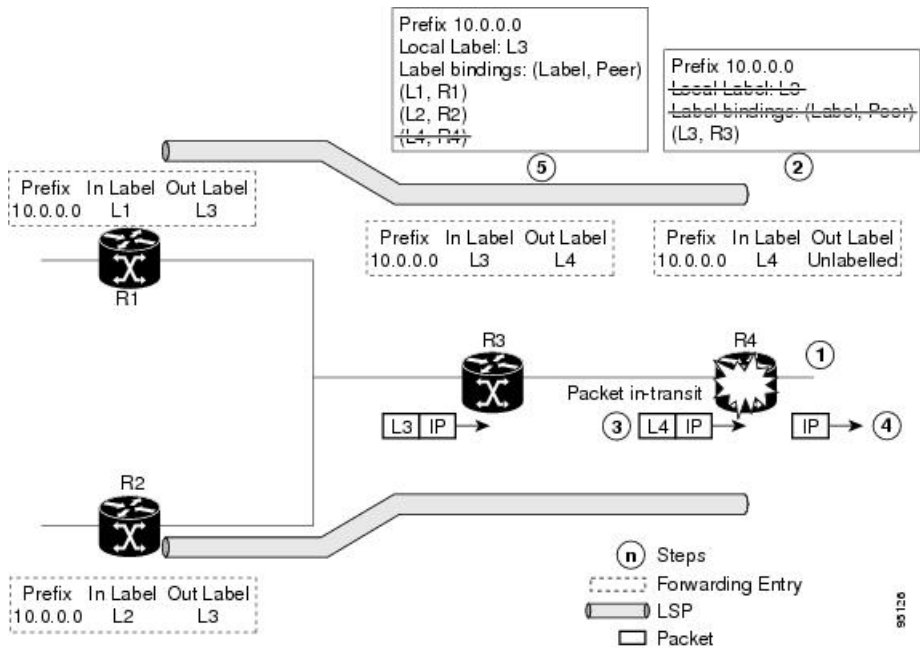 Prefix 10.0.0.0
Local Label: L3
Label bindings: (Label, Peer)
(L1, R1)
(L2, R2)
(L4, R4)
5
Prefix 10.0.0.0
Local Label: L3
Label bindings: (Label, Peer)
(L3, R3)
2
Prefix In Label Out Label
10.0.0.0 L1 L3
R1
Prefix In Label Out Label
10.0.0.0 L3 L4
Prefix In Label Out Label
10.0.0.0 L4 Unlabelled
R3
R4
1
Packet in-transit
L3 IP
3
L4 IP
IP
4
R2
Prefix In Label Out Label
10.0.0.0 L2 L3
n Steps
Forwarding Entry
LSP
Packet
95126